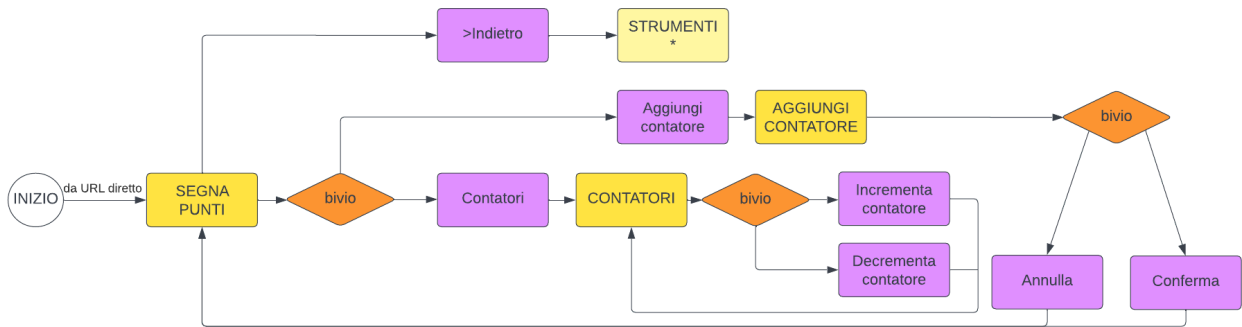 >Indietro
STRUMENTI
*
Aggiungi
contatore
AGGIUNGI
CONTATORE
bivio
INIZIO
da URL diretto
SEGNA
PUNTI
bivio
Contatori
CONTATORI
bivio
Incrementa
contatore
Decrementa
contatore
Annulla
Conferma